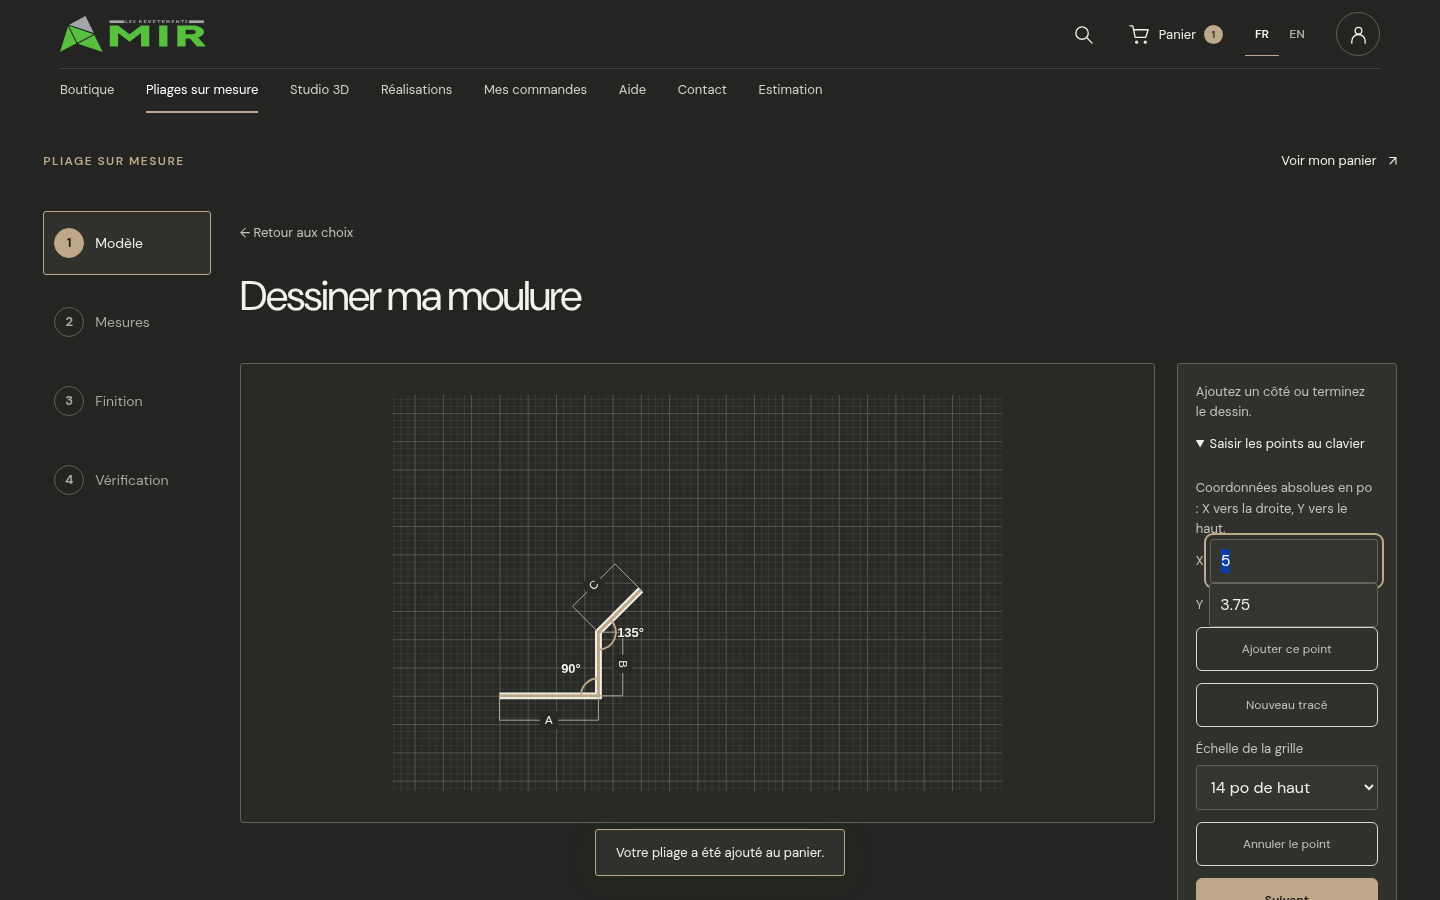 LES REVÊTEMENTS
MIR
Panier 1
FR EN
Boutique Pliages sur mesure Studio 3D Réalisations Mes commandes Aide Contact Estimation
PLIAGE SUR MESURE
Voir mon panier ↗
1 Modèle
2 Mesures
3 Finition
4 Vérification
← Retour aux choix
Dessiner ma moulure
C
135°
90°
B
A
Ajoutez un côté ou terminez
le dessin.
▼ Saisir les points au clavier
Coordonnées absolues en po
: X vers la droite, Y vers le
haut.
X 5
Y 3.75
Ajouter ce point
Nouveau tracé
Échelle de la grille
14 po de haut
Annuler le point
Suivant
Votre pliage a été ajouté au panier.